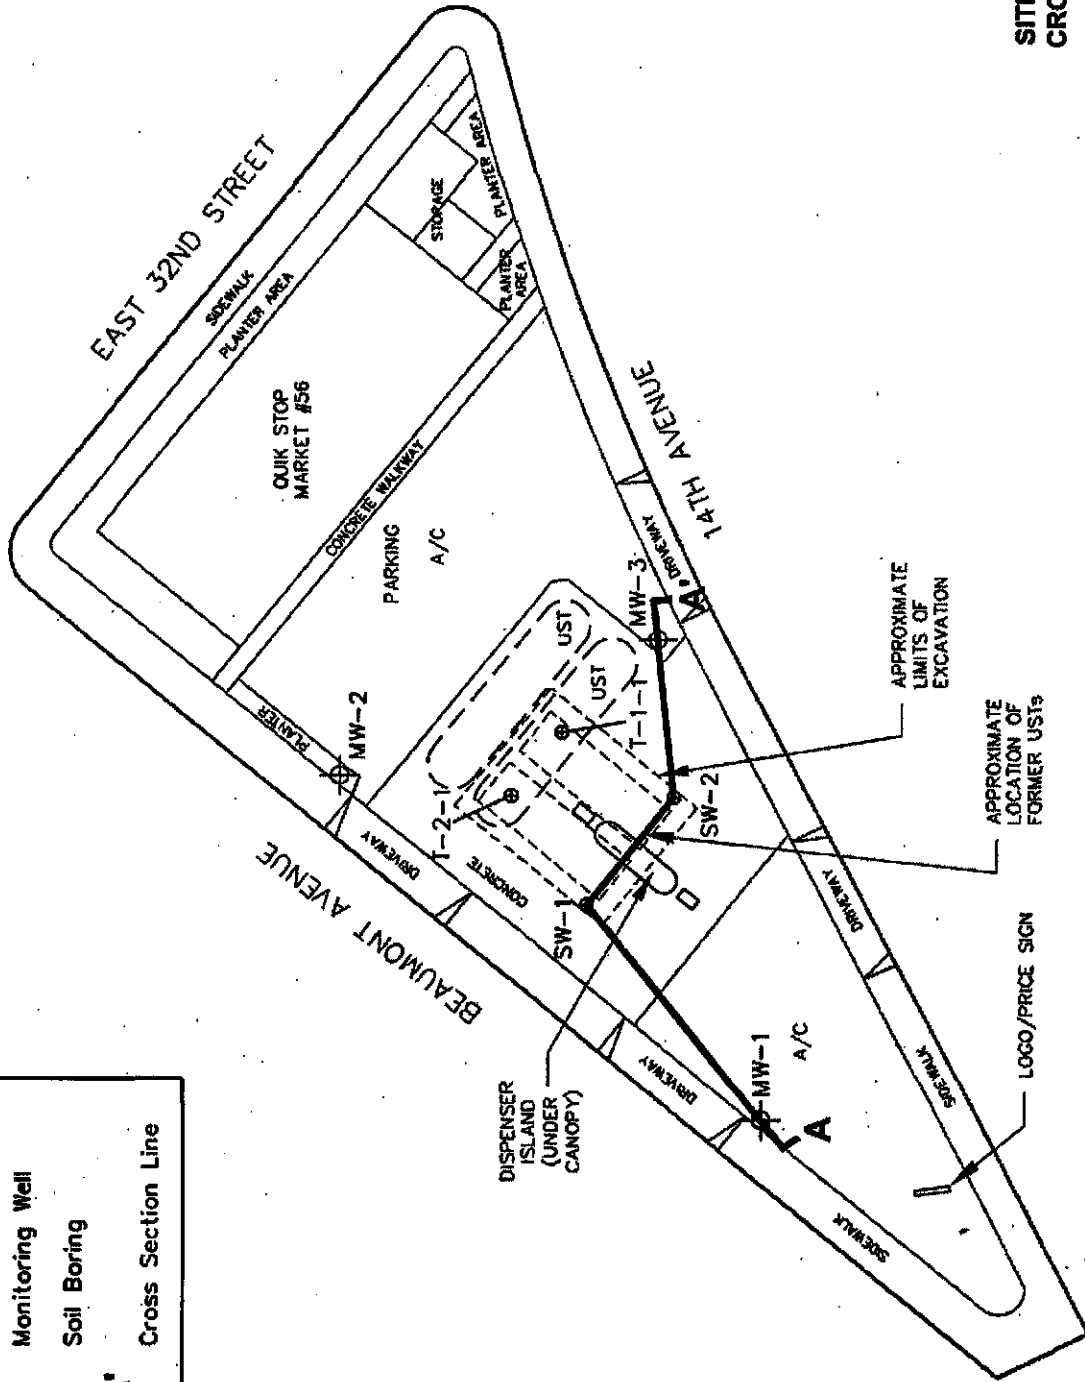 SITE
CRO
EAST 32ND STREET
SIDEWALK
PLANTER AREA
STORAGE
PLANTER AREA
PLANTER
AREA
QUIK STOP
MARKET #56
CONCRETE WALKWAY
PARKING
A/C
14TH AVENUE
DRIVEWAY
MW-3
A'
UST
UST
T-1-1
PLANTER
MW-2
T-2-1
BEAUMONT AVENUE
DRIVEWAY
CONCRETE
SW-1
SW-2
APPROXIMATE
LIMITS OF
EXCAVATION
APPROXIMATE
LOCATION OF
FORMER USTs
DRIVEWAY
DISPENSER
ISLAND
(UNDER
CANOPY)
DRIVEWAY
MW-1
A/C
A
SIDEWALK
LOGO/PRICE SIGN
SIDEWALK
Monitoring Well
Soil Boring
Cross Section Line